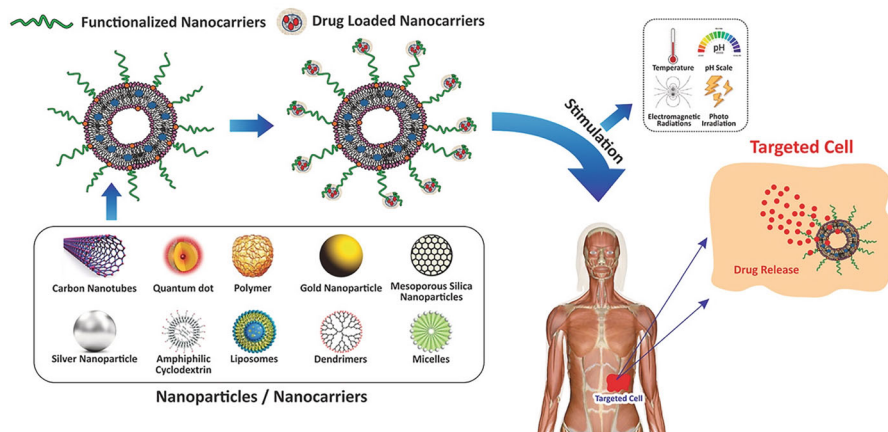 Functionalized Nanocarriers
Drug Loaded Nanocarriers
Stimulation
Temperature
pH
pH Scale
Electromagnetic
Radiations
Photo
Irradiation
Targeted Cell
Drug Release
Carbon Nanotubes
Quantum dot
Polymer
Gold Nanoparticle
Mesoporous Silica
Nanoparticles
Silver Nanoparticle
Amphiphilic
Cyclodextrin
Liposomes
Dendrimers
Micelles
Nanoparticles / Nanocarriers
Targeted Cell